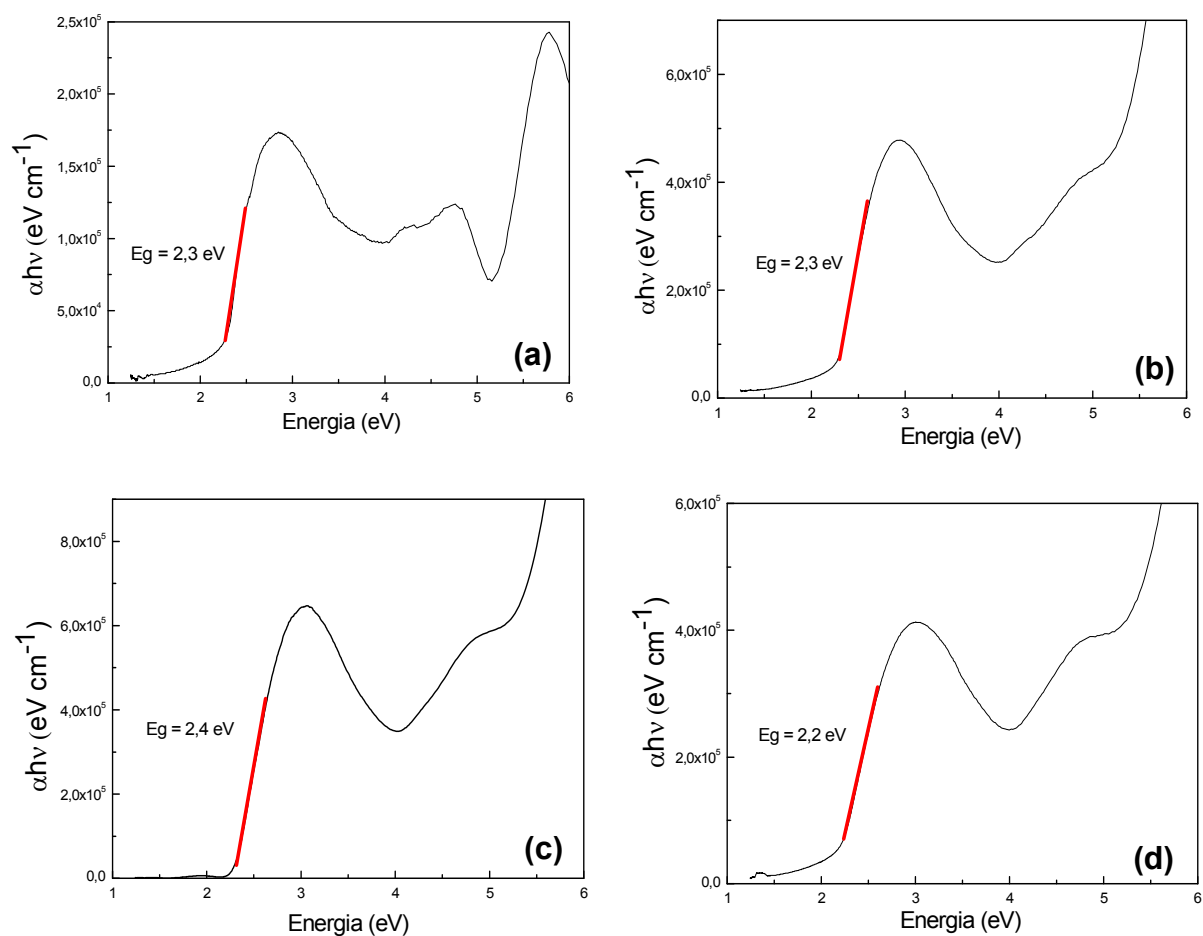 2,5x10⁵
2,0x10⁵
1,5x10⁵
1,0x10⁵
5,0x10⁴
0,0
αhν (eV cm⁻¹)
Eg = 2,3 eV
(a)
1 2 3 4 5 6
Energia (eV)
6,0x10⁵
4,0x10⁵
2,0x10⁵
0,0
αhν (eV cm⁻¹)
Eg = 2,3 eV
(b)
1 2 3 4 5 6
Energia (eV)
8,0x10⁵
6,0x10⁵
4,0x10⁵
2,0x10⁵
0,0
αhν (eV cm⁻¹)
Eg = 2,4 eV
(c)
1 2 3 4 5 6
Energia (eV)
6,0x10⁵
4,0x10⁵
2,0x10⁵
0,0
αhν (eV cm⁻¹)
Eg = 2,2 eV
(d)
1 2 3 4 5 6
Energia (eV)